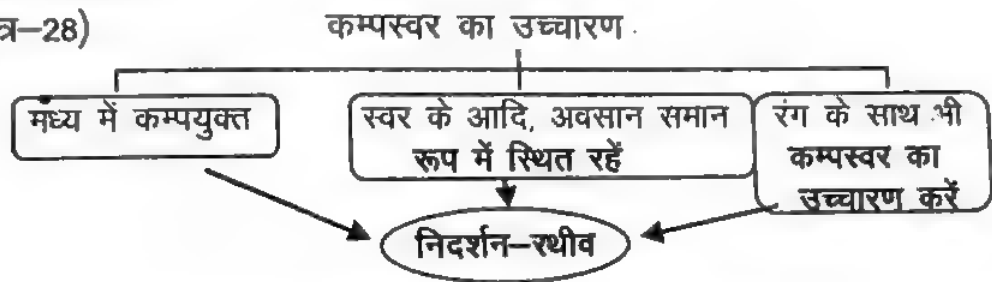 त्र–28) कम्पस्वर का उच्चारण
मध्य में कम्पयुक्त
स्वर के आदि, अवसान समान
रूप में स्थित रहें
रंग के साथ भी
कम्पस्वर का
उच्चारण करें
निदर्शन–रथीव